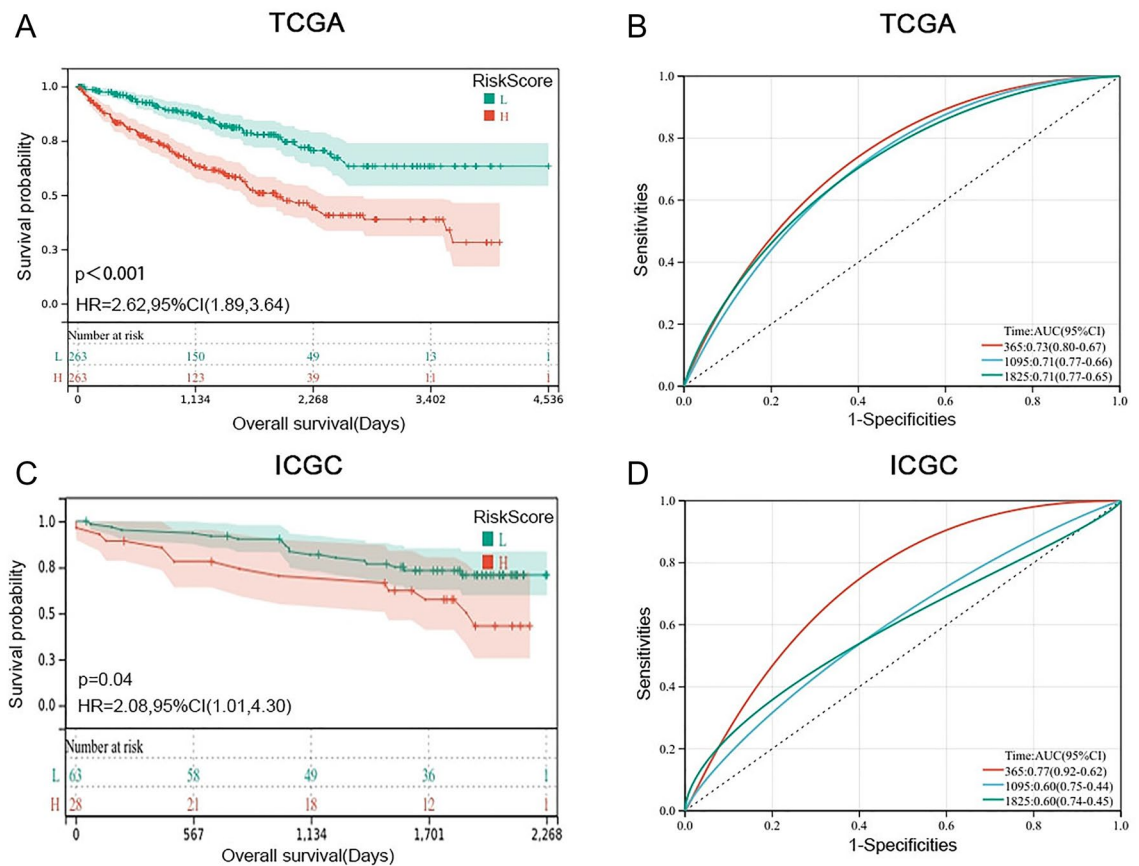 A
TCGA
RiskScore
L
H
1.0
0.8
0.5
0.3
0.0
Survival probability
p<0.001
HR=2.62,95%CI(1.89,3.64)
Number at risk
L 263 150 49 13 1
H 263 123 39 11 1
0 1,134 2,268 3,402 4,536
Overall survival(Days)
B
TCGA
1.0
0.8
0.6
0.4
0.2
0.0
Sensitivities
Time:AUC(95%CI)
365:0.73(0.80-0.67)
1095:0.71(0.77-0.66)
1825:0.71(0.77-0.65)
0.0 0.2 0.4 0.6 0.8 1.0
1-Specificities
C
ICGC
RiskScore
L
H
1.0
0.8
0.5
0.3
0.0
Survival probability
p=0.04
HR=2.08,95%CI(1.01,4.30)
Number at risk
L 63 58 49 36 1
H 28 21 18 12 1
0 567 1,134 1,701 2,268
Overall survival(Days)
D
ICGC
1.0
0.8
0.6
0.4
0.2
0.0
Sensitivities
Time:AUC(95%CI)
365:0.77(0.92-0.62)
1095:0.60(0.75-0.44)
1825:0.60(0.74-0.45)
0.0 0.2 0.4 0.6 0.8 1.0
1-Specificities